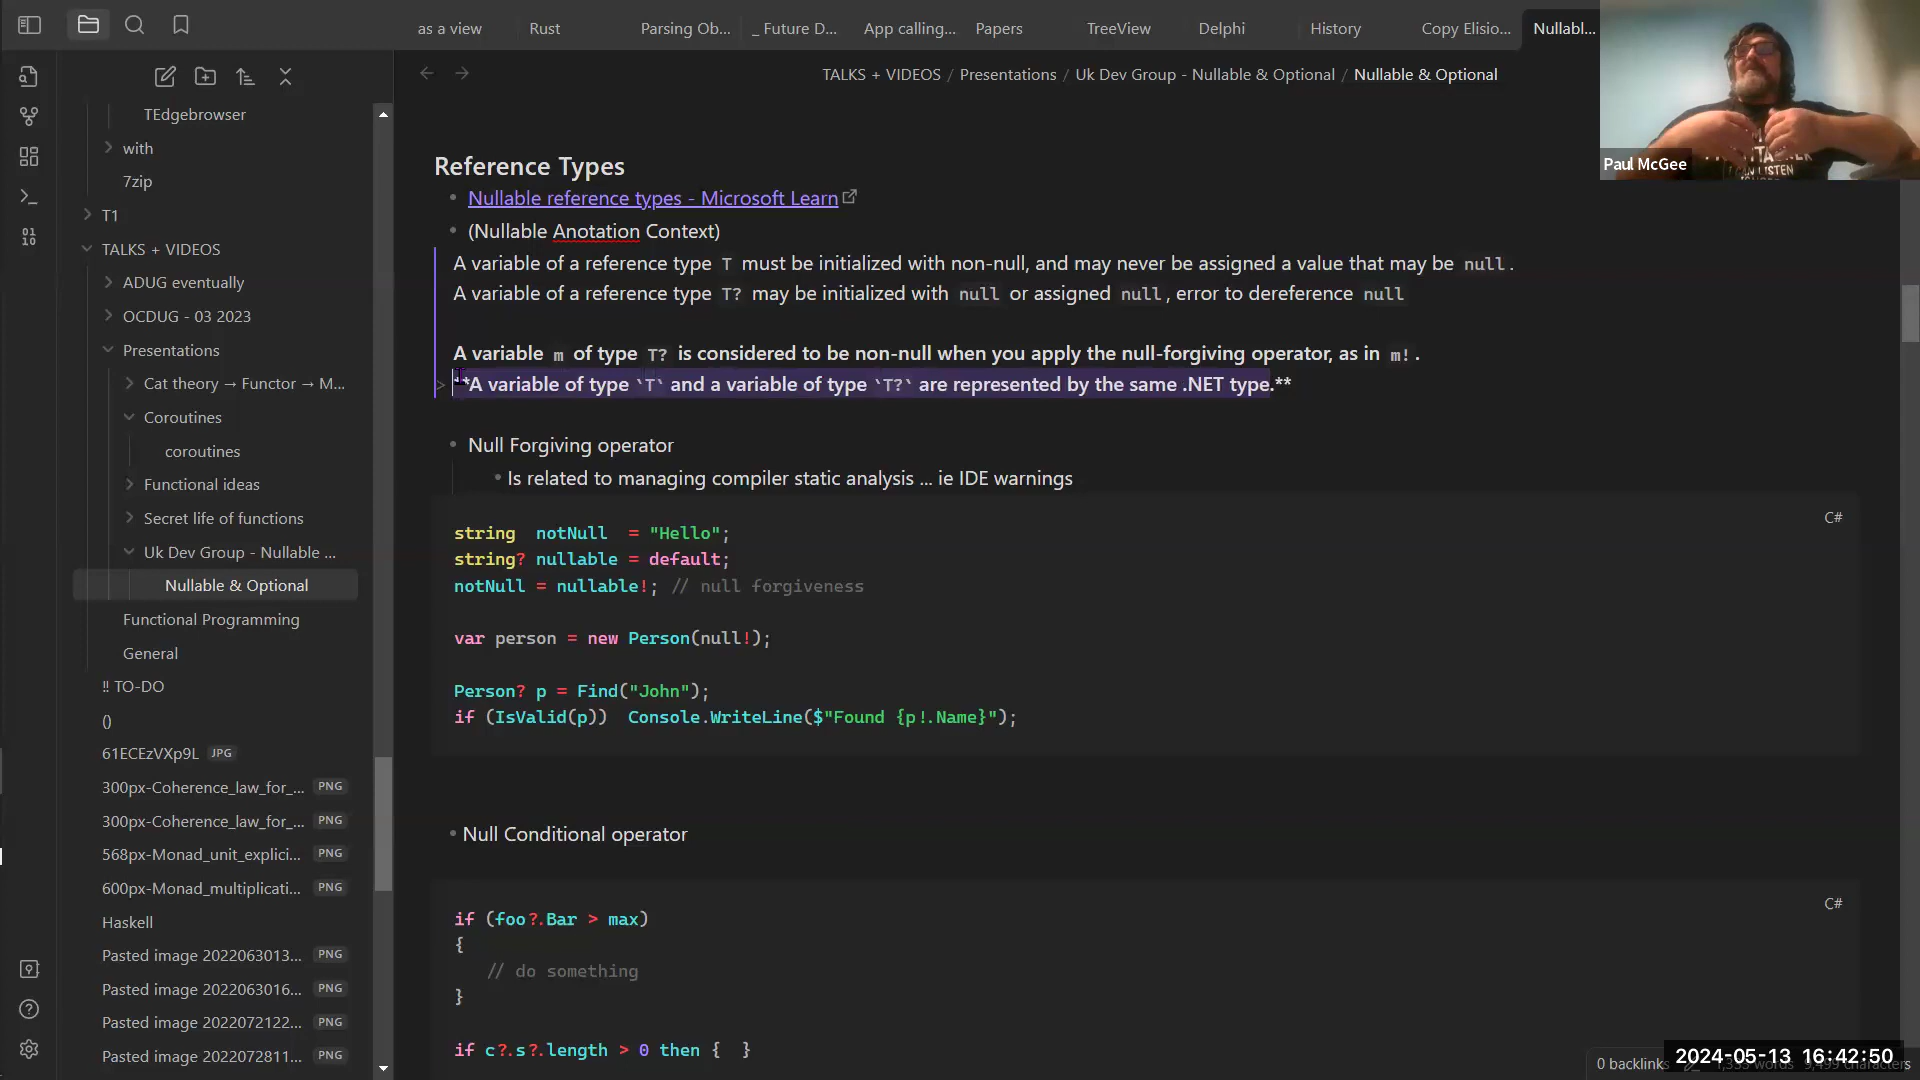 as a view
Rust
Parsing Ob...
_ Future D...
App calling...
Papers
TreeView
Delphi
History
Copy Elisio...
Nullabl...
TALKS + VIDEOS / Presentations / Uk Dev Group - Nullable & Optional / Nullable & Optional
Paul McGee
TEdgebrowser
with
7zip
T1
TALKS + VIDEOS
ADUG eventually
OCDUG - 03 2023
Presentations
Cat theory → Functor → M...
Coroutines
coroutines
Functional ideas
Secret life of functions
Uk Dev Group - Nullable ...
Nullable & Optional
Functional Programming
General
!! TO-DO
()
61ECEzVXp9L JPG
300px-Coherence_law_for_... PNG
300px-Coherence_law_for_... PNG
568px-Monad_unit_explici... PNG
600px-Monad_multiplicati... PNG
Haskell
Pasted image 2022063013... PNG
Pasted image 2022063016... PNG
Pasted image 2022072122... PNG
Pasted image 2022072811... PNG
Reference Types
• Nullable reference types - Microsoft Learn
• (Nullable Anotation Context)
A variable of a reference type T must be initialized with non-null, and may never be assigned a value that may be null.
A variable of a reference type T? may be initialized with null or assigned null, error to dereference null
A variable m of type T? is considered to be non-null when you apply the null-forgiving operator, as in m!.
> **A variable of type `T` and a variable of type `T?` are represented by the same .NET type.**
• Null Forgiving operator
• Is related to managing compiler static analysis ... ie IDE warnings
C#
string notNull = "Hello";
string? nullable = default;
notNull = nullable!; // null forgiveness
var person = new Person(null!);
Person? p = Find("John");
if (IsValid(p)) Console.WriteLine($"Found {p!.Name}");
• Null Conditional operator
C#
if (foo?.Bar > max)
{
// do something
}
if c?.s?.length > 0 then { }
0 backlinks
2024-05-13 16:42:50